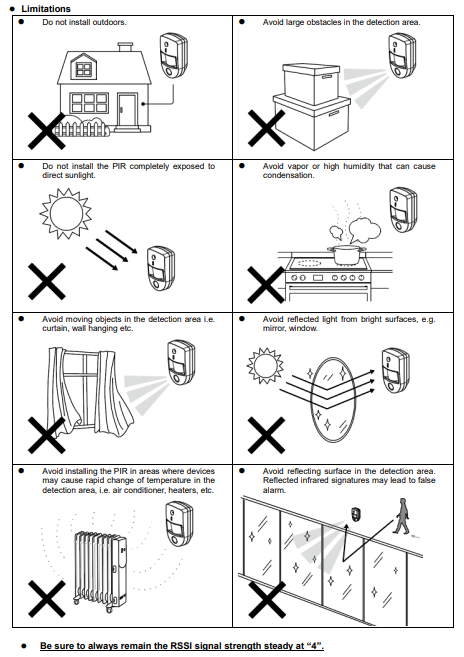 Limitations
Do not install outdoors.
Avoid large obstacles in the detection area.
Do not install the PIR completely exposed to
direct sunlight.
Avoid vapor or high humidity that can cause
condensation.
Avoid moving objects in the detection area i.e.
curtain, wall hanging etc.
Avoid reflected light from bright surfaces, e.g.
mirror, window.
Avoid installing the PIR in areas where devices
may cause rapid change of temperature in the
detection area, i.e. air conditioner, heaters, etc.
Avoid reflecting surface in the detection area.
Reflected infrared signatures may lead to false
alarm.
Be sure to always remain the RSSI signal strength steady at “4”.